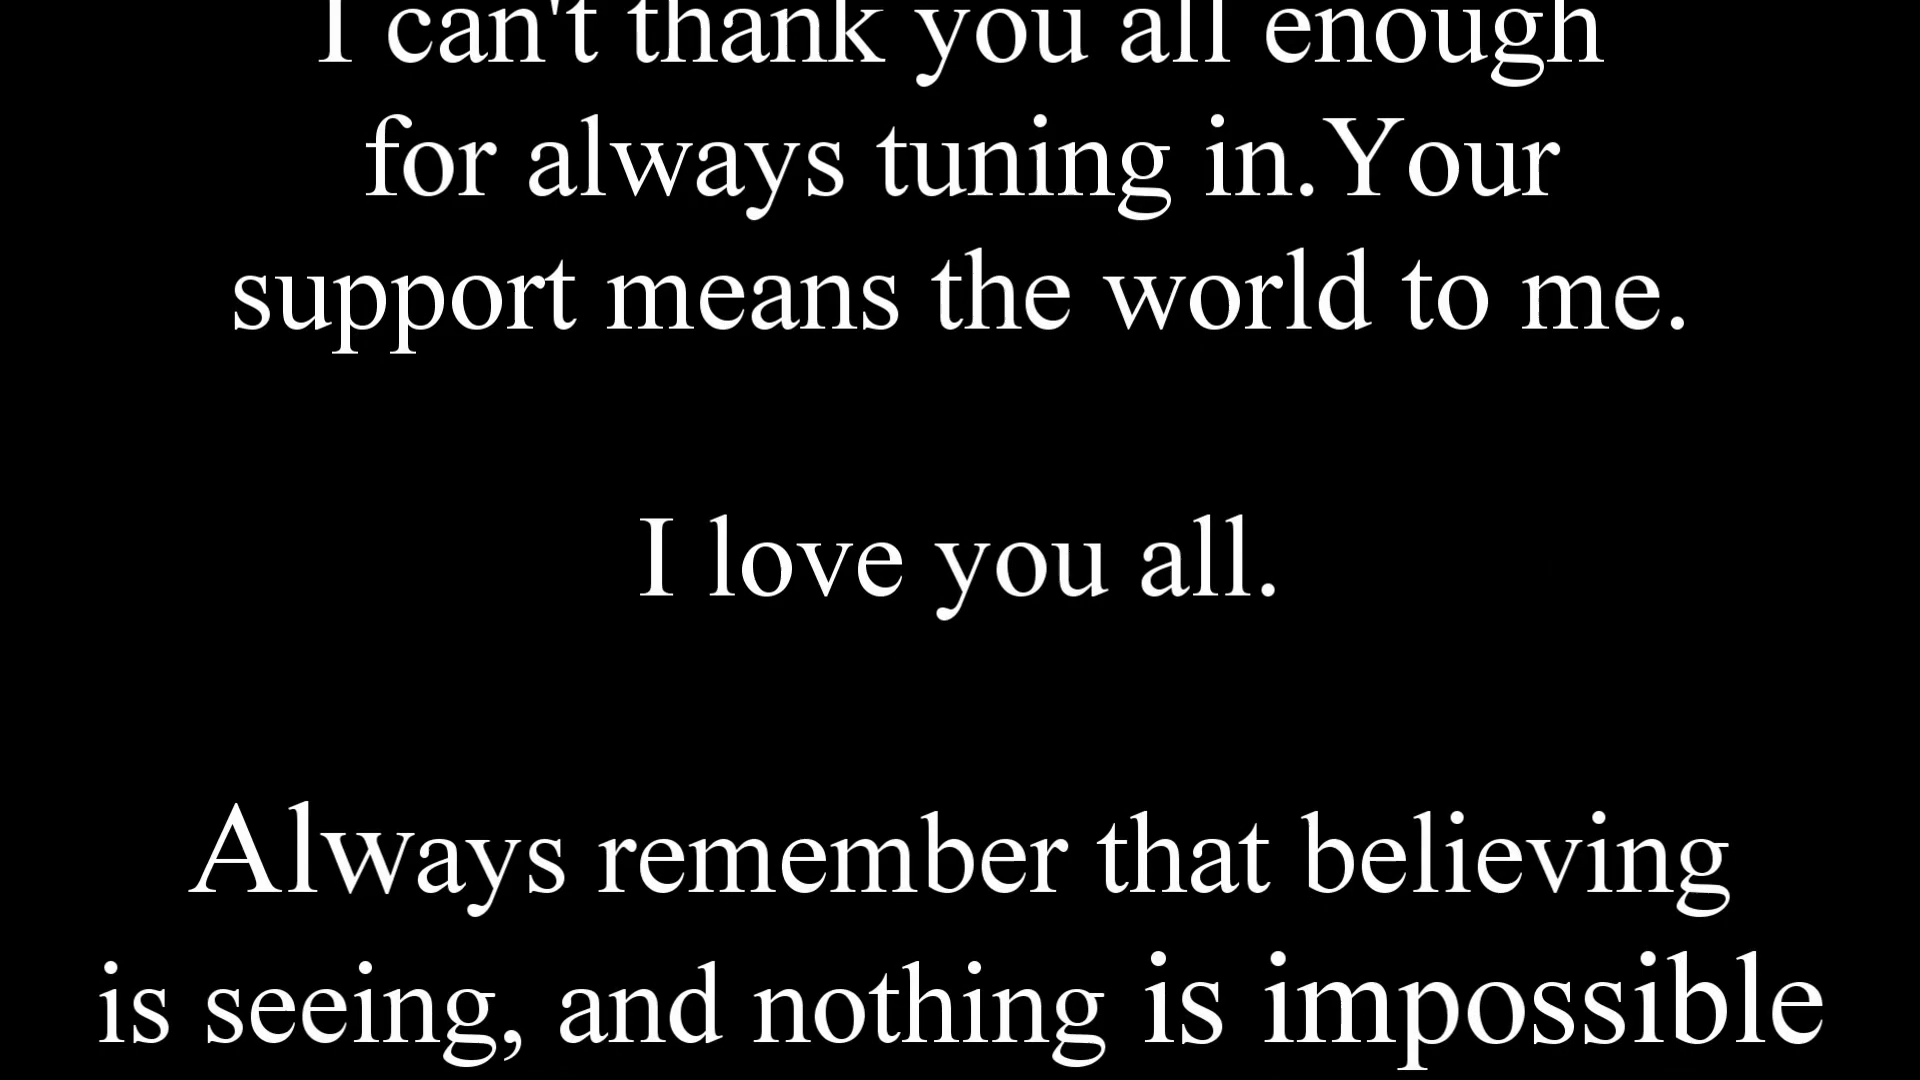 I can't thank you all enough
for always tuning in.Your
support means the world to me.
I love you all.
Always remember that believing
is seeing, and nothing is impossible